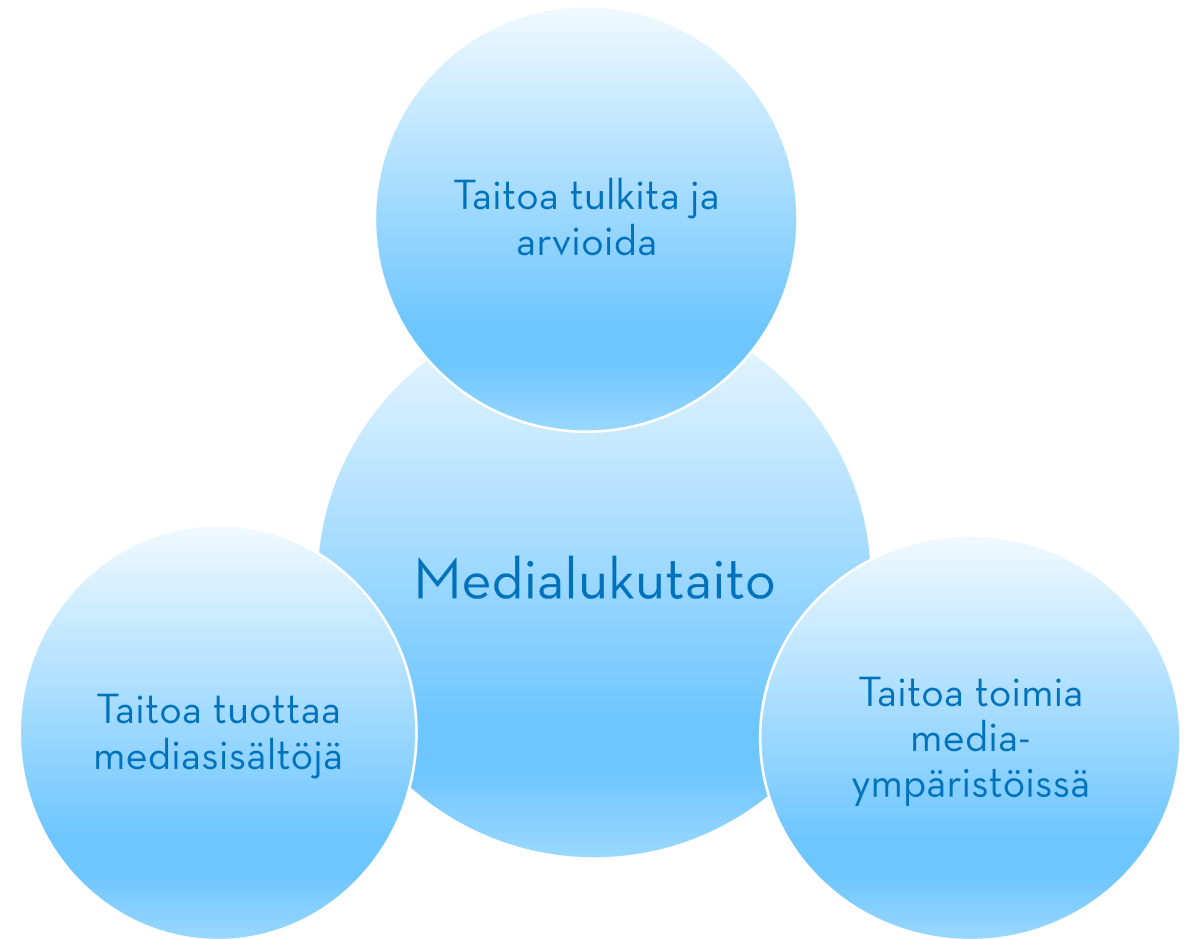 Taitoa tulkita ja
arvioida
Medialukutaito
Taitoa tuottaa
mediasisältöjä
Taitoa toimia
media-
ympäristöissä